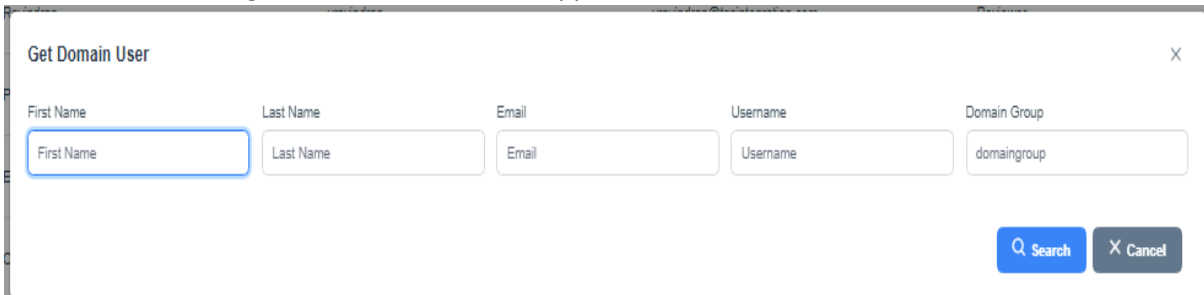 Get Domain User
First Name Last Name Email Username Domain Group
First Name Last Name Email Username domaingroup
Search Cancel